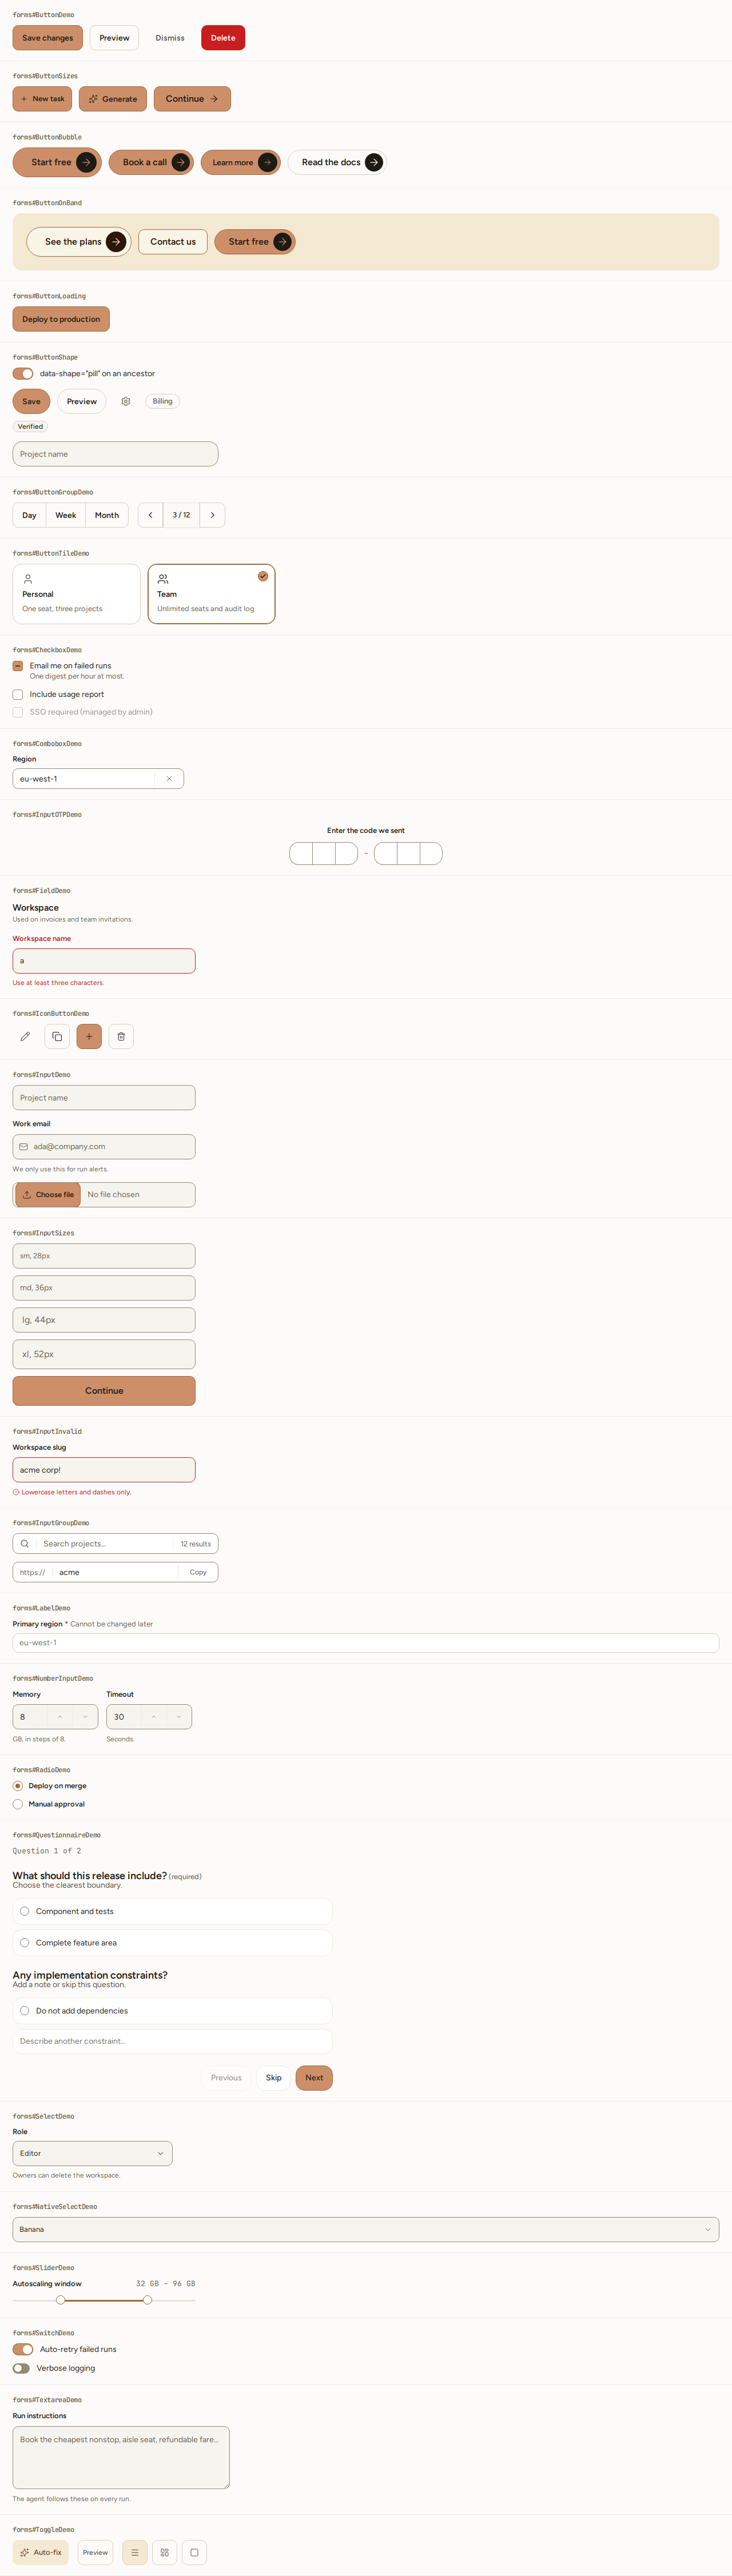 forms#ButtonDemo
Save changes Preview Dismiss Delete
forms#ButtonSizes
New task Generate Continue
forms#ButtonBubble
Start free Book a call Learn more Read the docs
forms#ButtonOnBand
See the plans Contact us Start free
forms#ButtonLoading
Deploy to production
forms#ButtonShape
data-shape="pill" on an ancestor
Save Preview Billing
Verified
Project name
forms#ButtonGroupDemo
Day Week Month 3 / 12
forms#ButtonTileDemo
Personal
One seat, three projects
Team
Unlimited seats and audit log
forms#CheckboxDemo
Email me on failed runs
One digest per hour at most.
Include usage report
SSO required (managed by admin)
forms#ComboboxDemo
Region
eu-west-1
forms#InputOTPDemo
Enter the code we sent
-
forms#FieldDemo
Workspace
Used on invoices and team invitations.
Workspace name
a
Use at least three characters.
forms#IconButtonDemo
forms#InputDemo
Project name
Work email
ada@company.com
We only use this for run alerts.
Choose file No file chosen
forms#InputSizes
sm, 28px
md, 36px
lg, 44px
xl, 52px
Continue
forms#InputInvalid
Workspace slug
acme corp!
Lowercase letters and dashes only.
forms#InputGroupDemo
Search projects... 12 results
https:// acme Copy
forms#LabelDemo
Primary region * Cannot be changed later
eu-west-1
forms#NumberInputDemo
Memory Timeout
8 30
GB, in steps of 8. Seconds.
forms#RadioDemo
Deploy on merge
Manual approval
forms#QuestionnaireDemo
Question 1 of 2
What should this release include? (required)
Choose the clearest boundary.
Component and tests
Complete feature area
Any implementation constraints?
Add a note or skip this question.
Do not add dependencies
Describe another constraint...
Previous Skip Next
forms#SelectDemo
Role
Editor
Owners can delete the workspace.
forms#NativeSelectDemo
Banana
forms#SliderDemo
Autoscaling window 32 GB – 96 GB
forms#SwitchDemo
Auto-retry failed runs
Verbose logging
forms#TextareaDemo
Run instructions
Book the cheapest nonstop, aisle seat, refundable fare...
The agent follows these on every run.
forms#ToggleDemo
Auto-fix Preview